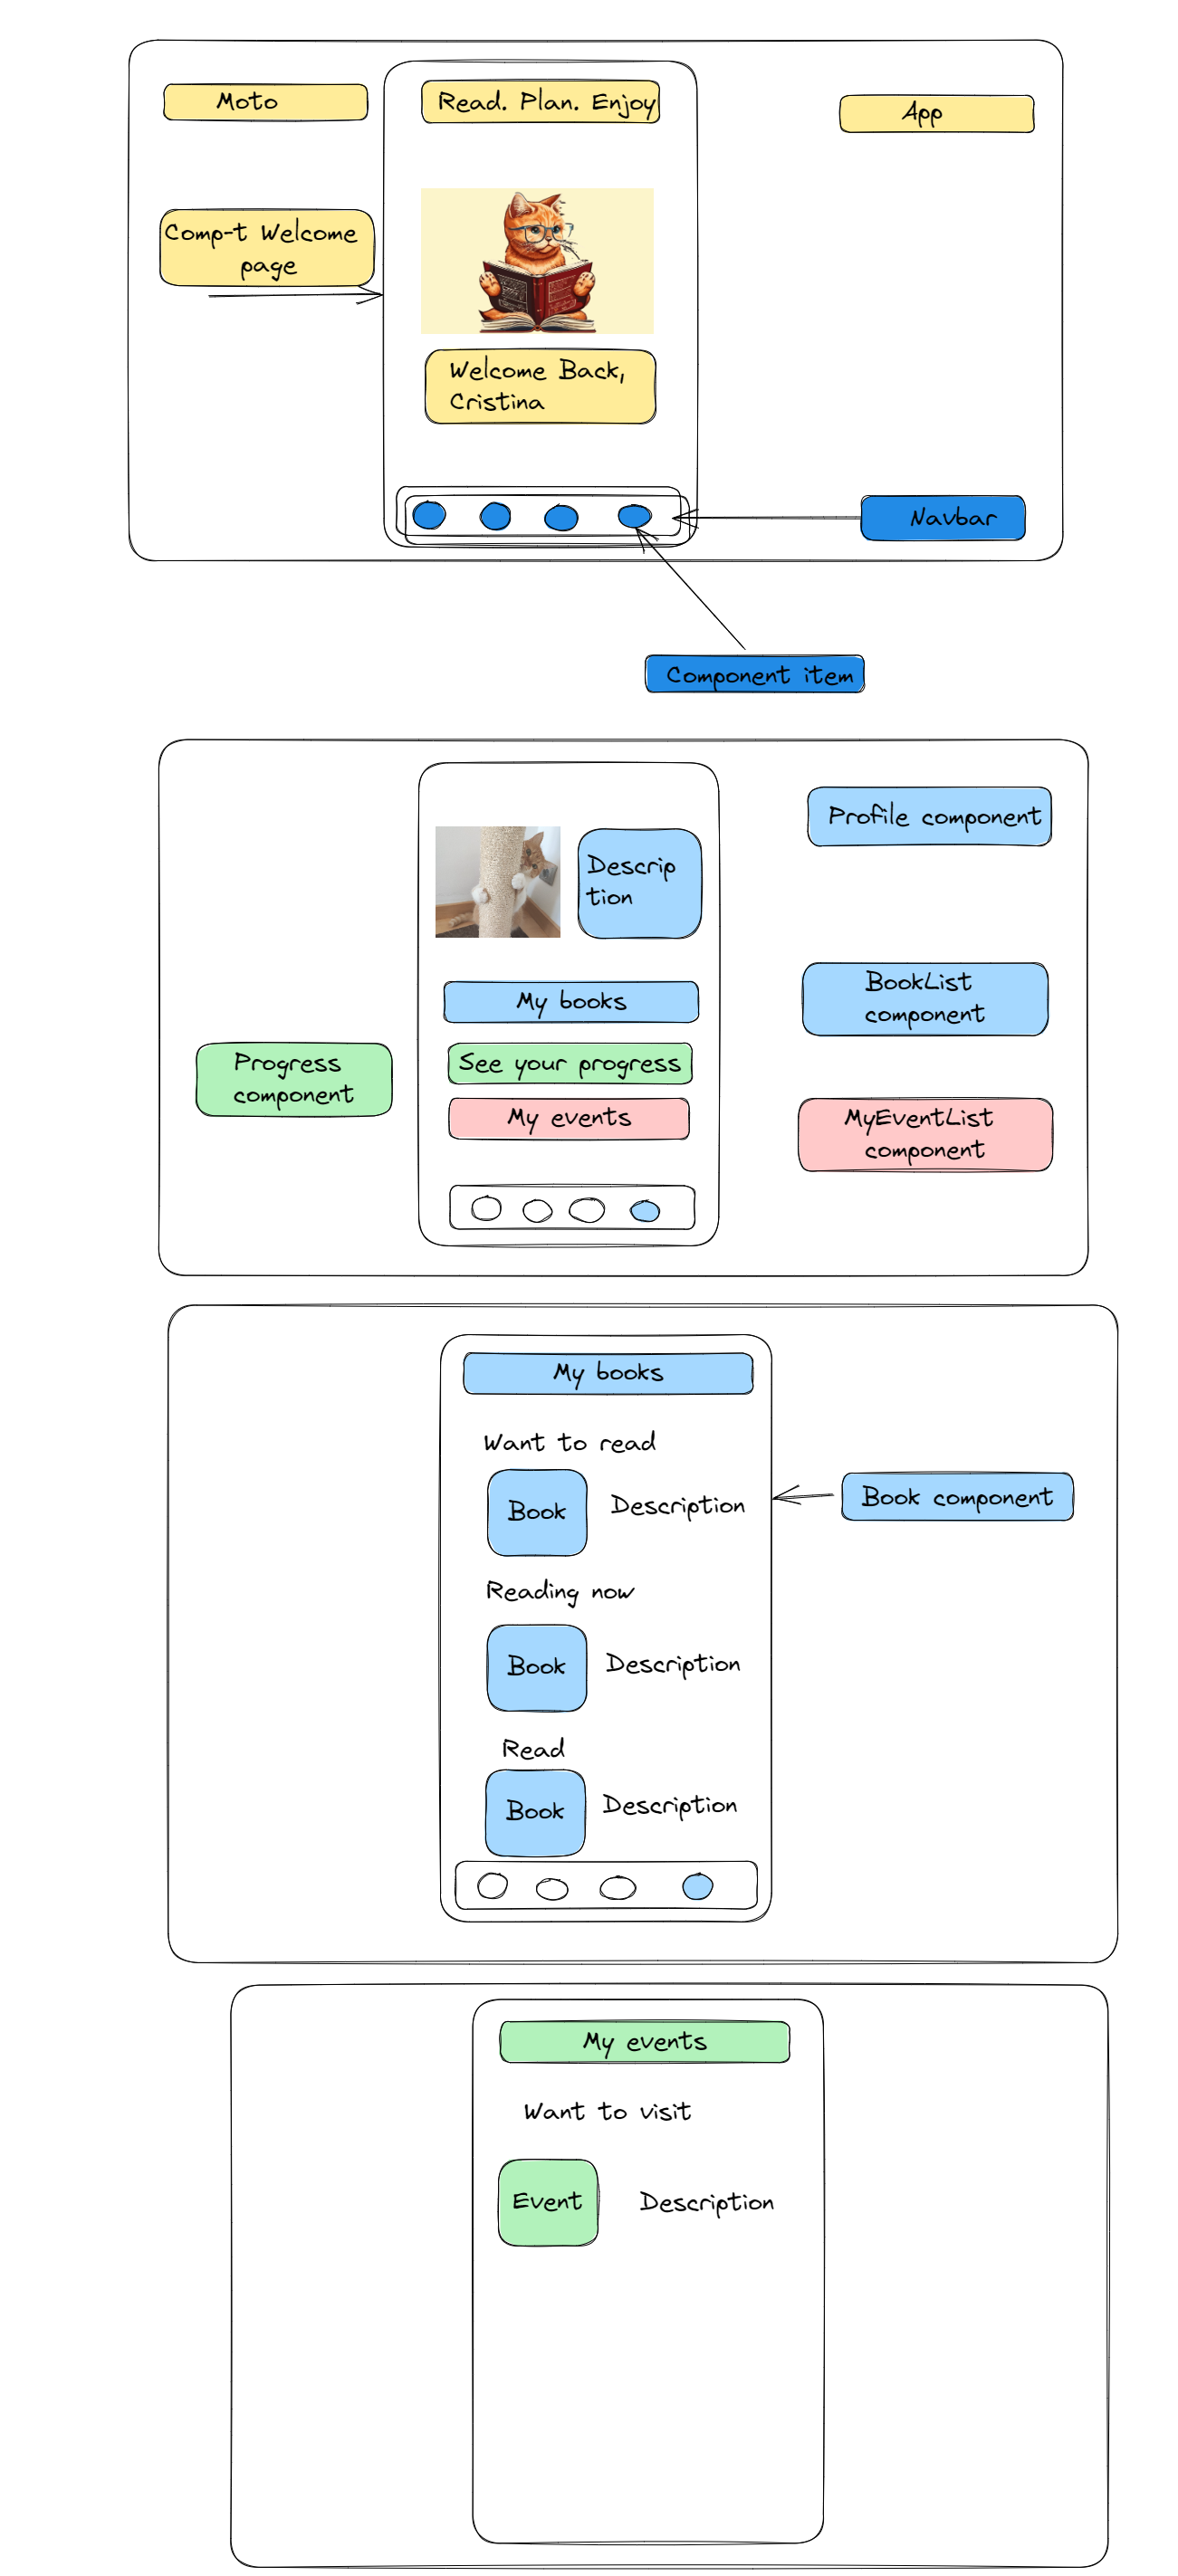 Moto
Read. Plan. Enjoy
App
Comp-t Welcome
page
Welcome Back,
Cristina
Navbar
Component item
Profile component
Descrip
tion
BookList
component
My books
Progress
component
See your progress
My events
MyEventList
component
My books
Want to read
Book
Description
Book component
Reading now
Book
Description
Read
Book
Description
My events
Want to visit
Event
Description